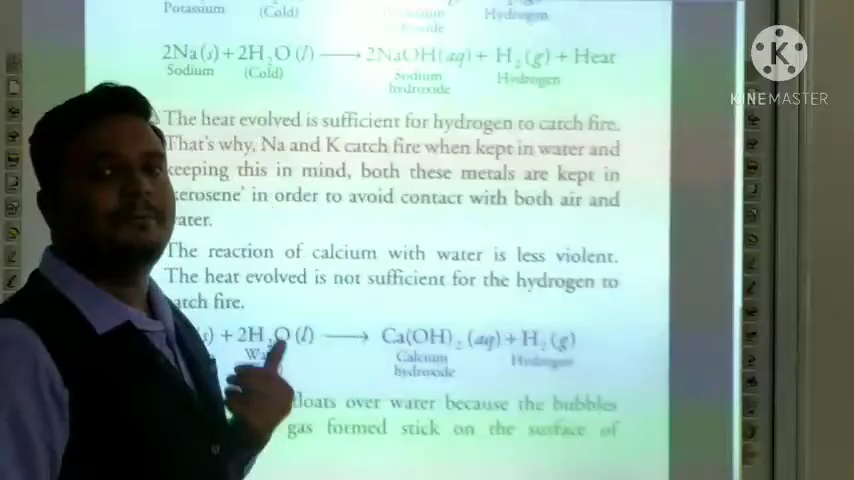 Potassium (Cold) Hydrogen
2Na(s) + 2H₂O (l) ⟶ 2NaOH(aq) + H₂(g) + Heat
Sodium (Cold) Sodium hydroxide Hydrogen
The heat evolved is sufficient for hydrogen to catch fire.
That's why, Na and K catch fire when kept in water and
keeping this in mind, both these metals are kept in
kerosene' in order to avoid contact with both air and
water.
The reaction of calcium with water is less violent.
The heat evolved is not sufficient for the hydrogen to
catch fire.
(s) + 2H₂O (l) ⟶ Ca(OH)₂ (aq) + H₂(g)
Calcium hydroxide Hydrogen
floats over water because the bubbles
gas formed stick on the surface of
K
KINEMASTER